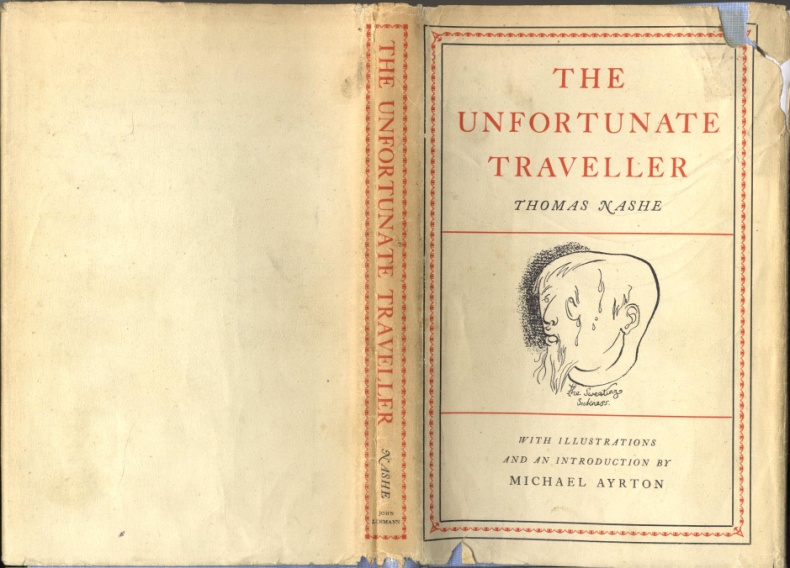 THE UNFORTUNATE TRAVELLER
NASHE
JOHN
LEHMANN
THE
UNFORTUNATE
TRAVELLER
THOMAS NASHE
The Sweating
Sickness.
WITH ILLUSTRATIONS
AND AN INTRODUCTION BY
MICHAEL AYRTON